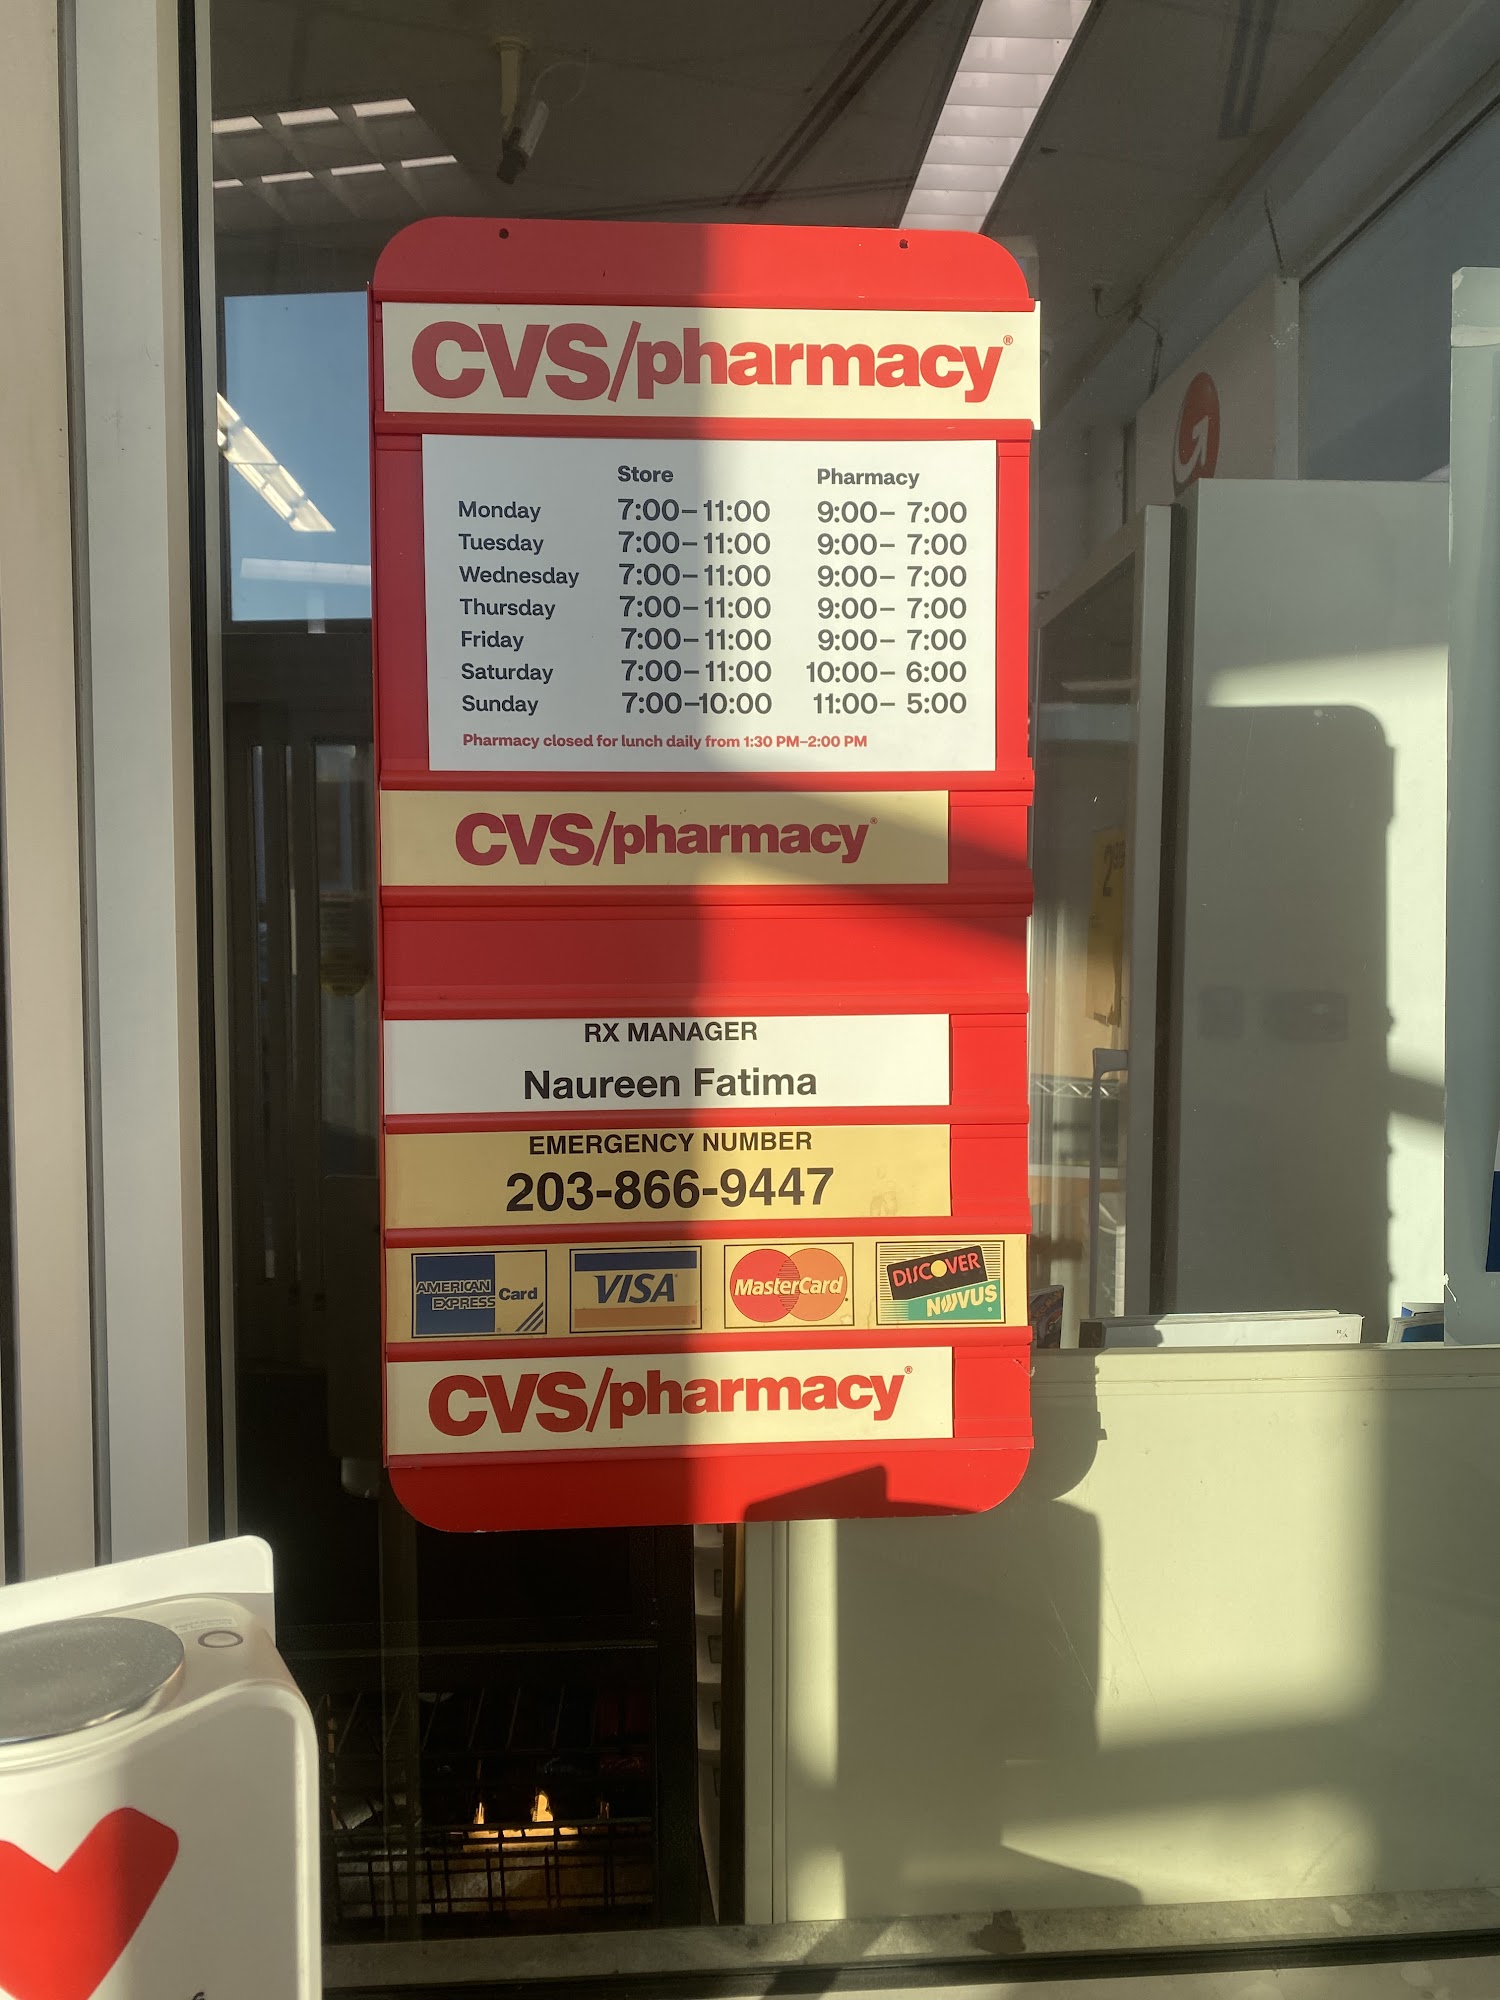 CVS/pharmacy®
Store Pharmacy
Monday 7:00–11:00 9:00– 7:00
Tuesday 7:00–11:00 9:00– 7:00
Wednesday 7:00–11:00 9:00– 7:00
Thursday 7:00–11:00 9:00– 7:00
Friday 7:00–11:00 9:00– 7:00
Saturday 7:00–11:00 10:00– 6:00
Sunday 7:00–10:00 11:00– 5:00
Pharmacy closed for lunch daily from 1:30 PM–2:00 PM
CVS/pharmacy®
RX MANAGER
Naureen Fatima
EMERGENCY NUMBER
203-866-9447
AMERICAN EXPRESS Card VISA MasterCard DISCOVER NOVUS
CVS/pharmacy®